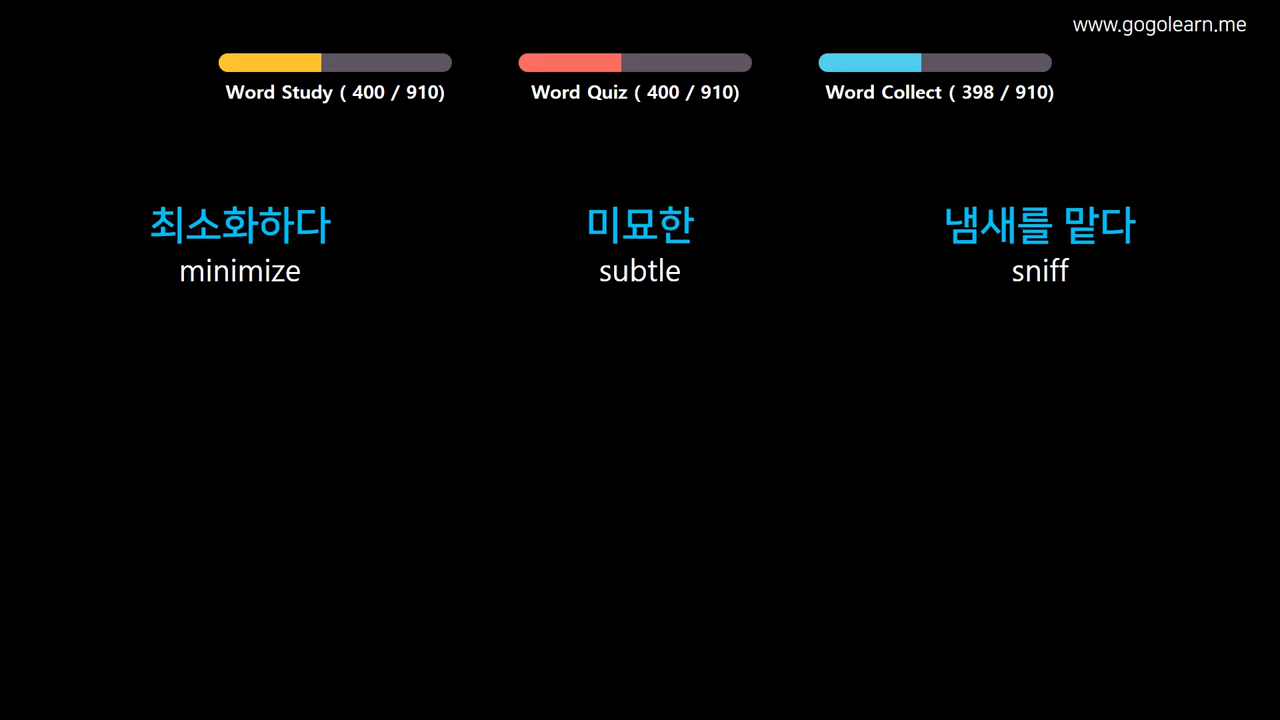 www.gogolearn.me
Word Study ( 400 / 910)
Word Quiz ( 400 / 910)
Word Collect ( 398 / 910)
최소화하다
minimize
미묘한
subtle
냄새를 맡다
sniff